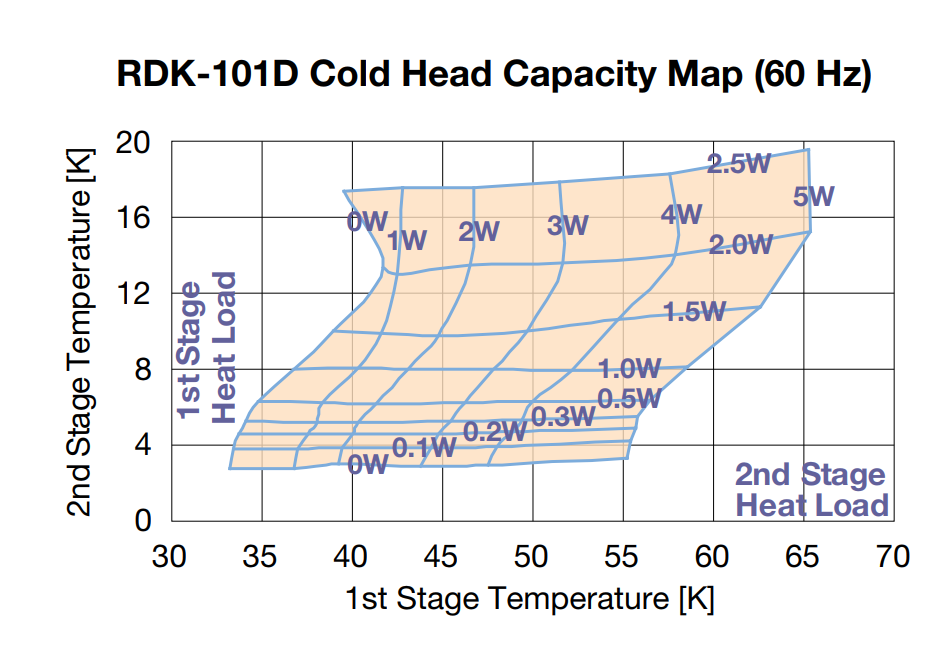 RDK-101D Cold Head Capacity Map (60 Hz)
2nd Stage Temperature [K]
20
16
12
8
4
0
1st Stage
Heat Load
0W
1W
2W
3W
4W
5W
2.5W
2.0W
1.5W
1.0W
0.5W
0.3W
0.2W
0.1W
0W
2nd Stage
Heat Load
30 35 40 45 50 55 60 65 70
1st Stage Temperature [K]